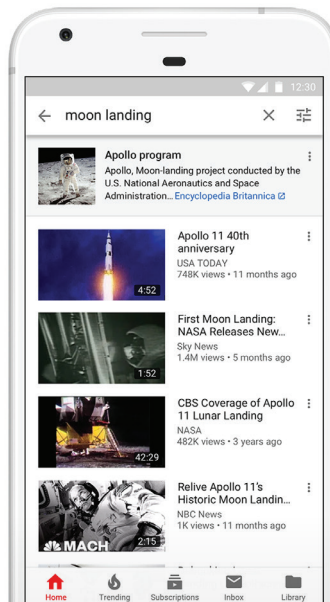 12:30
moon landing
Apollo program
Apollo, Moon-landing project conducted by the
U.S. National Aeronautics and Space
Administration... Encyclopedia Britannica
Apollo 11 40th
anniversary
USA TODAY
748K views • 11 months ago
4:52
First Moon Landing:
NASA Releases New...
Sky News
1.4M views • 5 months ago
1:52
CBS Coverage of Apollo
11 Lunar Landing
NASA
482K views • 3 years ago
42:29
Relive Apollo 11's
Historic Moon Landin...
NBC News
1K views • 11 months ago
MACH
2:15
Home Trending Subscriptions Inbox Library